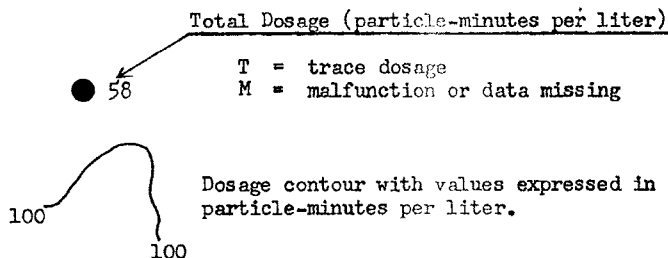 Total Dosage (particle-minutes per liter)
58
T = trace dosage
M = malfunction or data missing
Dosage contour with values expressed in
100 particle-minutes per liter.
100